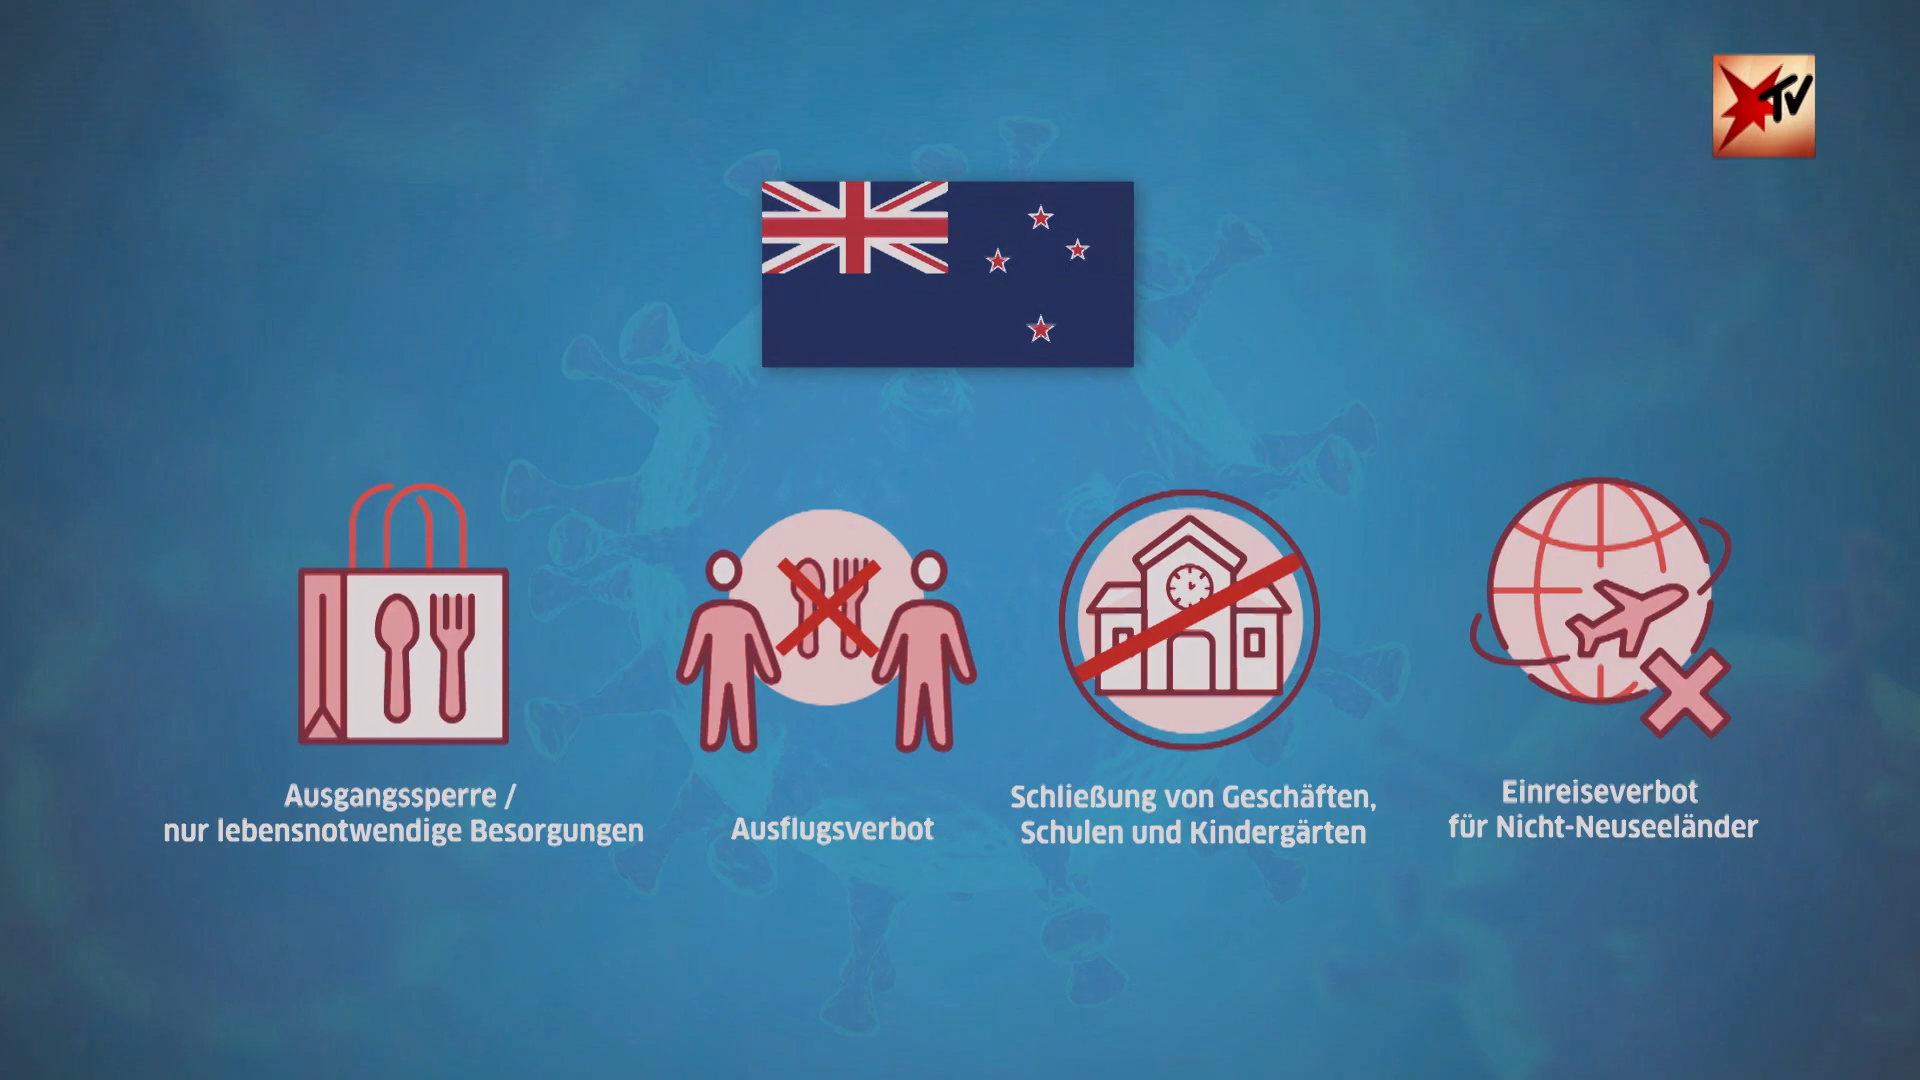 TV
Ausgangssperre /
nur lebensnotwendige Besorgungen
Ausflugsverbot
Schließung von Geschäften,
Schulen und Kindergärten
Einreiseverbot
für Nicht-Neuseeländer